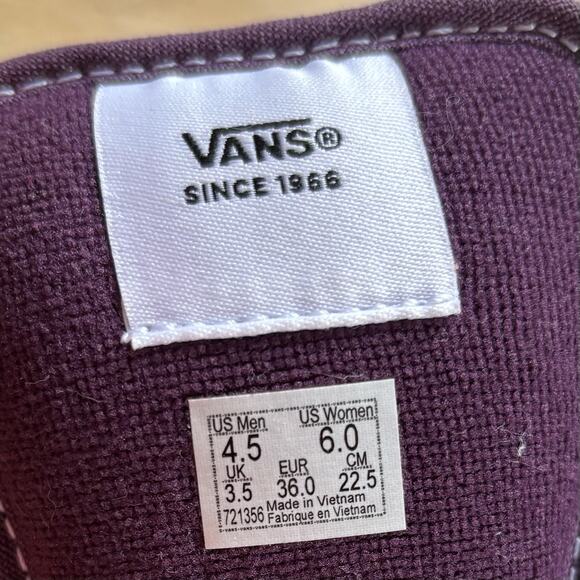 VANS®
SINCE 1966
US Men US Women
4.5 6.0
UK EUR CM
3.5 36.0 22.5
Made in Vietnam
721356 Fabrique en Vietnam